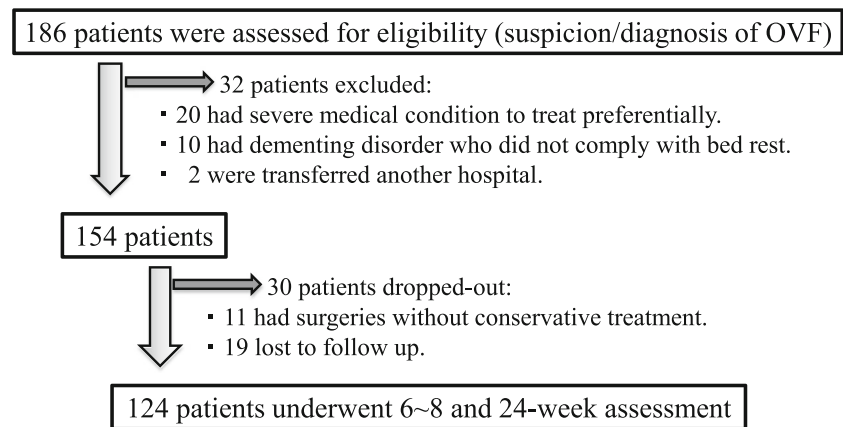 186 patients were assessed for eligibility (suspicion/diagnosis of OVF)
32 patients excluded:
・20 had severe medical condition to treat preferentially.
・10 had dementing disorder who did not comply with bed rest.
・ 2 were transferred another hospital.
154 patients
30 patients dropped-out:
・11 had surgeries without conservative treatment.
・19 lost to follow up.
124 patients underwent 6~8 and 24-week assessment